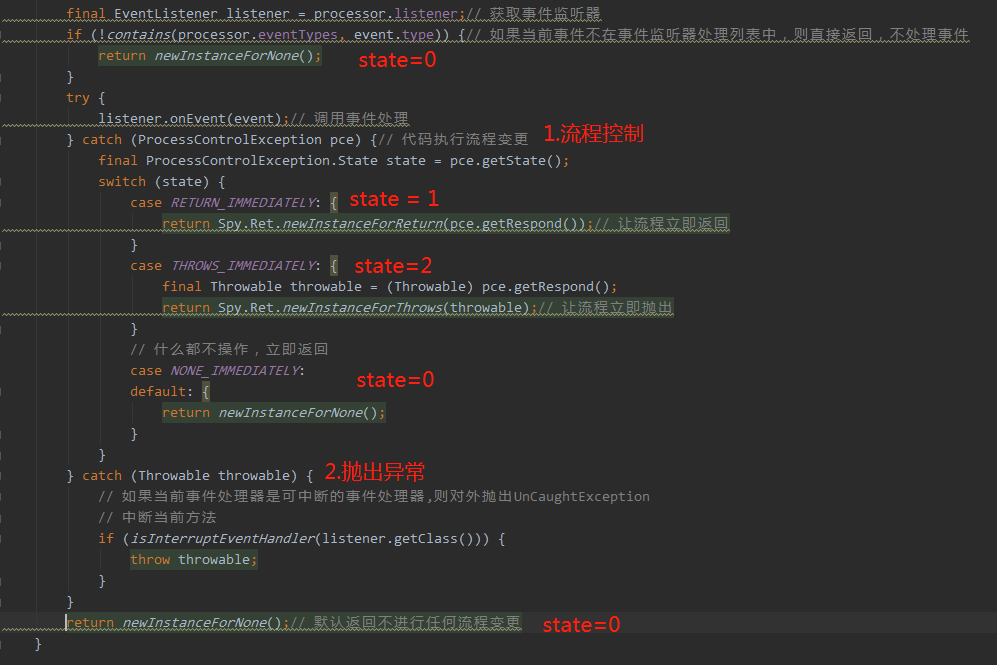 final EventListener listener = processor.listener;// 获取事件监听器
if (!contains(processor.eventTypes, event.type)) {// 如果当前事件不在事件监听器处理列表中，则直接返回，不处理事件
return newInstanceForNone(); state=0
}
try {
listener.onEvent(event);// 调用事件处理
} catch (ProcessControlException pce) {// 代码执行流程变更 1.流程控制
final ProcessControlException.State state = pce.getState();
switch (state) {
case RETURN_IMMEDIATELY: { state = 1
return Spy.Ret.newInstanceForReturn(pce.getRespond());// 让流程立即返回
}
case THROWS_IMMEDIATELY: { state=2
final Throwable throwable = (Throwable) pce.getRespond();
return Spy.Ret.newInstanceForThrows(throwable);// 让流程立即抛出
}
// 什么都不操作，立即返回
case NONE_IMMEDIATELY: state=0
default: {
return newInstanceForNone();
}
}
} catch (Throwable throwable) { 2.抛出异常
// 如果当前事件处理器是可中断的事件处理器,则对外抛出UnCaughtException
// 中断当前方法
if (isInterruptEventHandler(listener.getClass())) {
throw throwable;
}
}
return newInstanceForNone();// 默认返回不进行任何流程变更 state=0
}